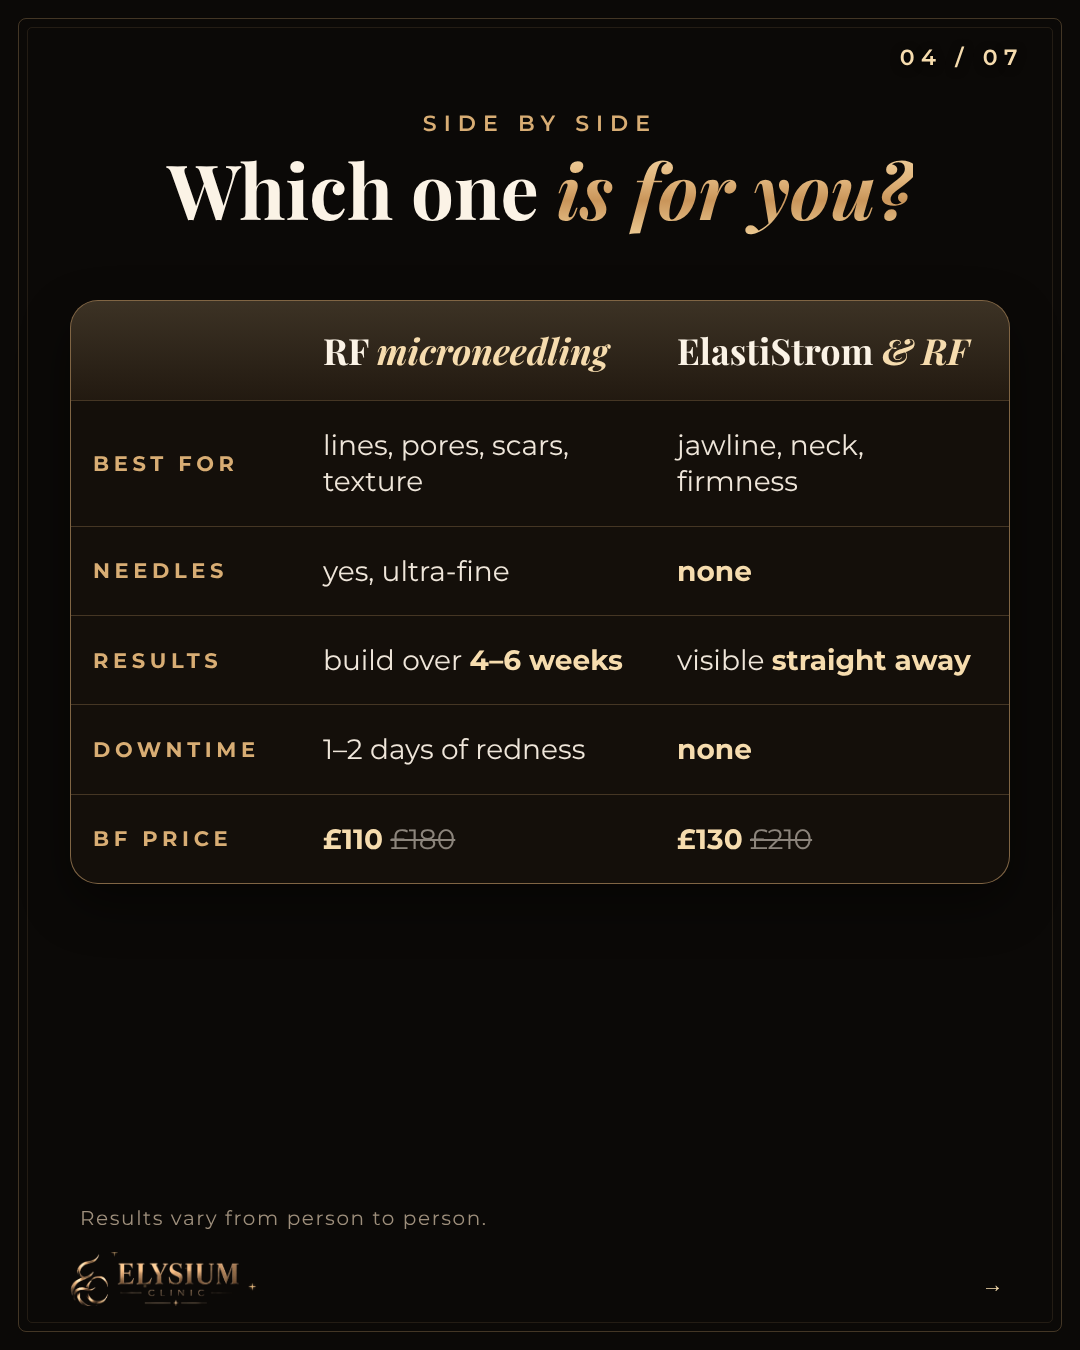 04 / 07
SIDE BY SIDE
Which one is for you?
RF microneedling ElastiStrom & RF
BEST FOR lines, pores, scars, texture jawline, neck, firmness
NEEDLES yes, ultra-fine none
RESULTS build over 4–6 weeks visible straight away
DOWNTIME 1–2 days of redness none
BF PRICE £110 £180 £130 £210
Results vary from person to person.
ELYSIUM
CLINIC
→